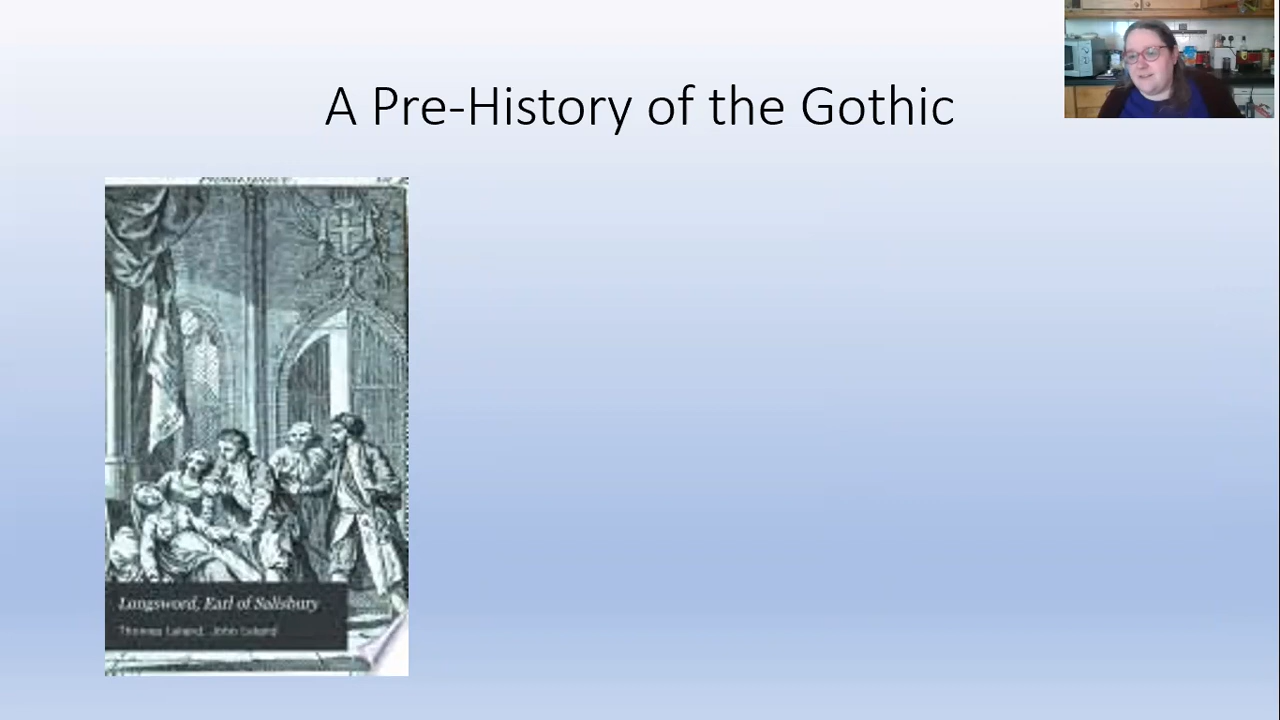 A Pre-History of the Gothic
Longsword, Earl of Salisbury
Thomas Leland, John Leland